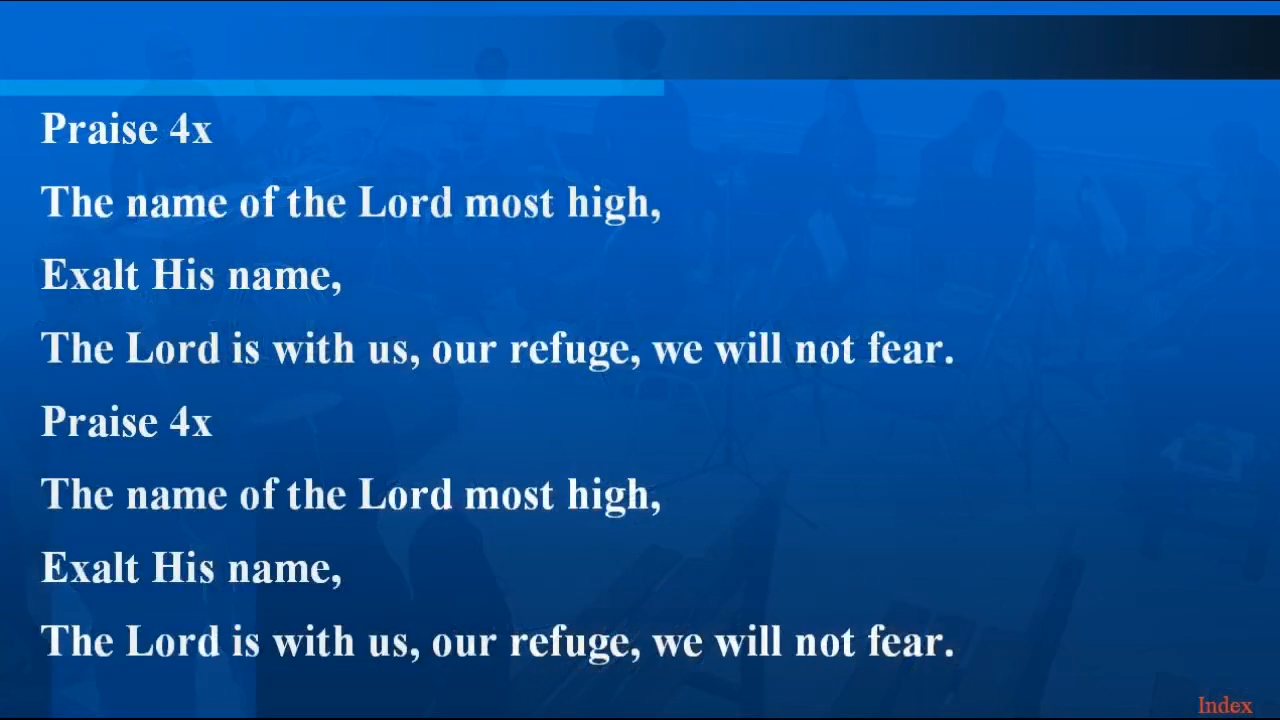 Praise 4x
The name of the Lord most high,
Exalt His name,
The Lord is with us, our refuge, we will not fear.
Praise 4x
The name of the Lord most high,
Exalt His name,
The Lord is with us, our refuge, we will not fear.
Index